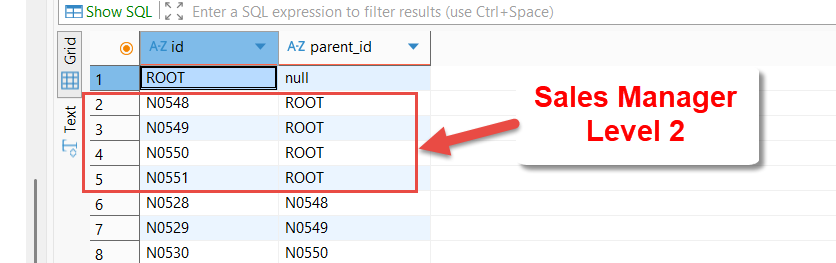 Show SQL Enter a SQL expression to filter results (use Ctrl+Space)
Grid
Text
A-Z id A-Z parent_id
1 ROOT null
2 N0548 ROOT
3 N0549 ROOT
4 N0550 ROOT
5 N0551 ROOT
6 N0528 N0548
7 N0529 N0549
8 N0530 N0550
Sales Manager
Level 2